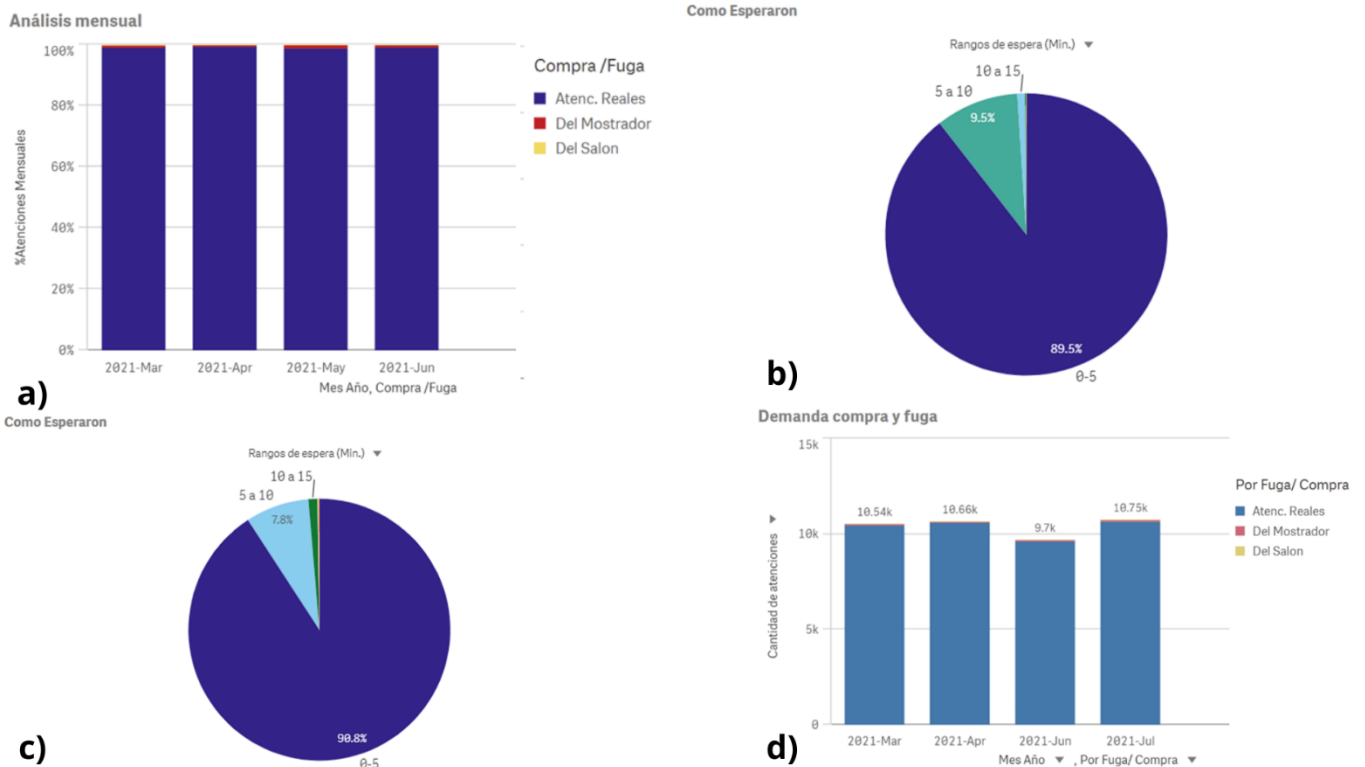 Análisis mensual
100%
80%
60%
40%
20%
0%
%Atenciones Mensuales
2021-Mar
2021-Apr
2021-May
2021-Jun
Mes Año, Compra /Fuga
Compra /Fuga
Atenc. Reales
Del Mostrador
Del Salon
a)
Como Esperaron
Rangos de espera (Min.)
10 a 15
5 a 10
9.5%
89.5%
0-5
b)
Como Esperaron
Rangos de espera (Min.)
10 a 15
5 a 10
7.8%
90.8%
0-5
c)
Demanda compra y fuga
15k
10k
5k
0
Cantidad de atenciones
10.54k
10.66k
9.7k
10.75k
2021-Mar
2021-Apr
2021-Jun
2021-Jul
Mes Año , Por Fuga/ Compra
Por Fuga/ Compra
Atenc. Reales
Del Mostrador
Del Salon
d)